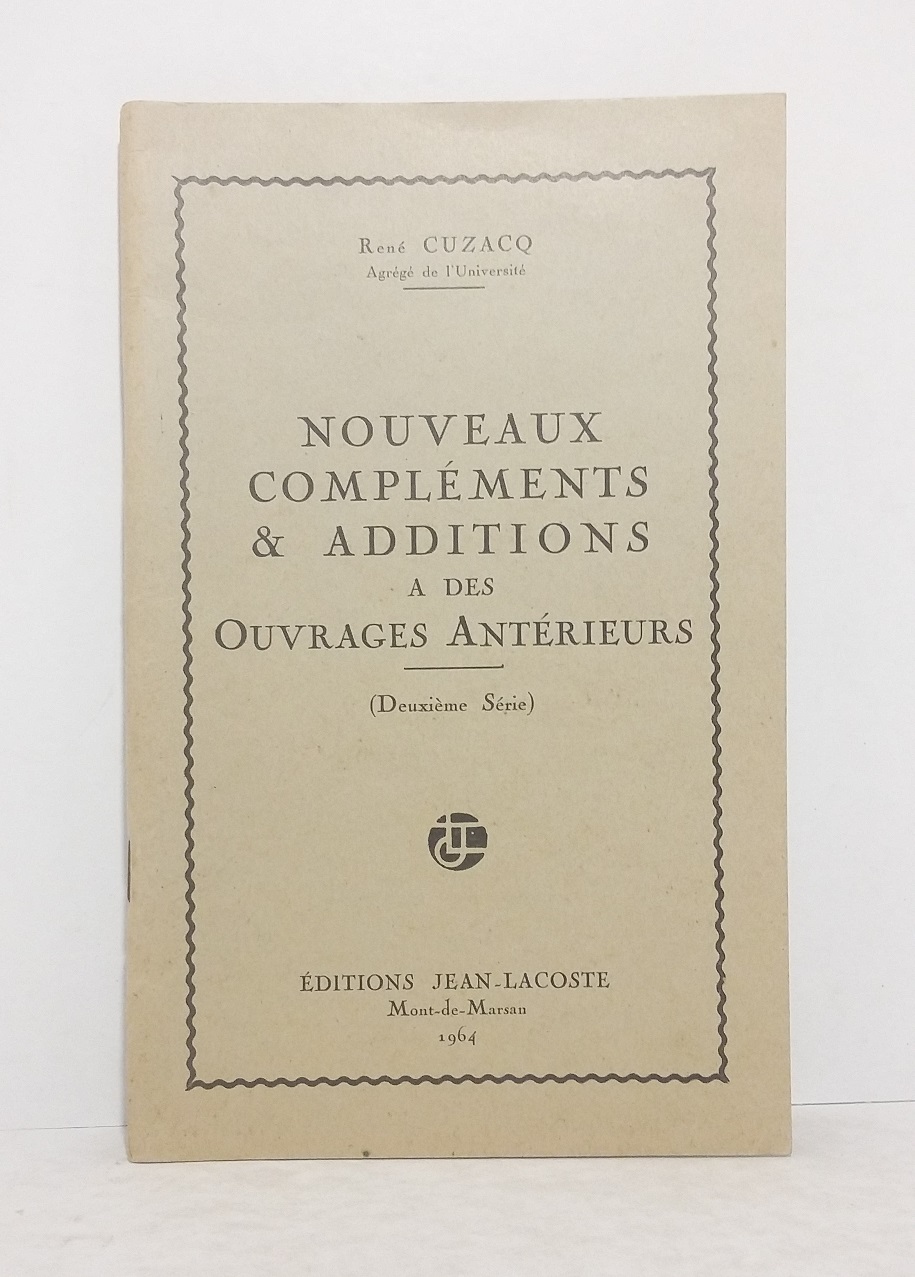 René CUZACQ
Agrégé de l'Université
NOUVEAUX
COMPLÉMENTS
& ADDITIONS
A DES
OUVRAGES ANTÉRIEURS
(Deuxième Série)
ÉDITIONS JEAN-LACOSTE
Mont-de-Marsan
1964